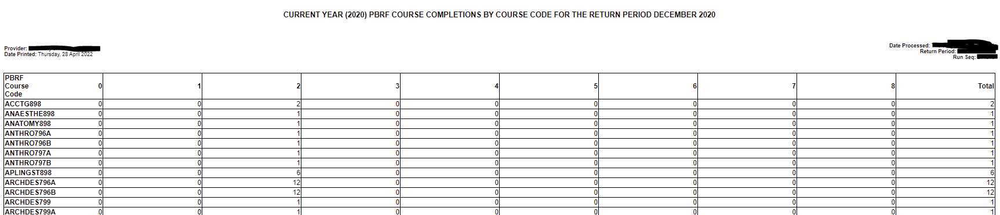 CURRENT YEAR (2020) PBRF COURSE COMPLETIONS BY COURSE CODE FOR THE RETURN PERIOD DECEMBER 2020
Provider:
Date Printed: Thursday, 28 April 2022
Date Processed:
Return Period:
Run Seq:
PBRF Course Code 0 1 2 3 4 5 6 7 8 Total
ACCTG898 0 0 2 0 0 0 0 0 0 2
ANAESTHE898 0 0 1 0 0 0 0 0 0 1
ANATOMY898 0 0 1 0 0 0 0 0 0 1
ANTHRO796A 0 0 1 0 0 0 0 0 0 1
ANTHRO796B 0 0 1 0 0 0 0 0 0 1
ANTHRO797A 0 0 1 0 0 0 0 0 0 1
ANTHRO797B 0 0 1 0 0 0 0 0 0 1
APLINGST898 0 0 6 0 0 0 0 0 0 6
ARCHDES796A 0 0 12 0 0 0 0 0 0 12
ARCHDES796B 0 0 12 0 0 0 0 0 0 12
ARCHDES799 0 0 1 0 0 0 0 0 0 1
ARCHDES799A 0 0 1 0 0 0 0 0 0 1